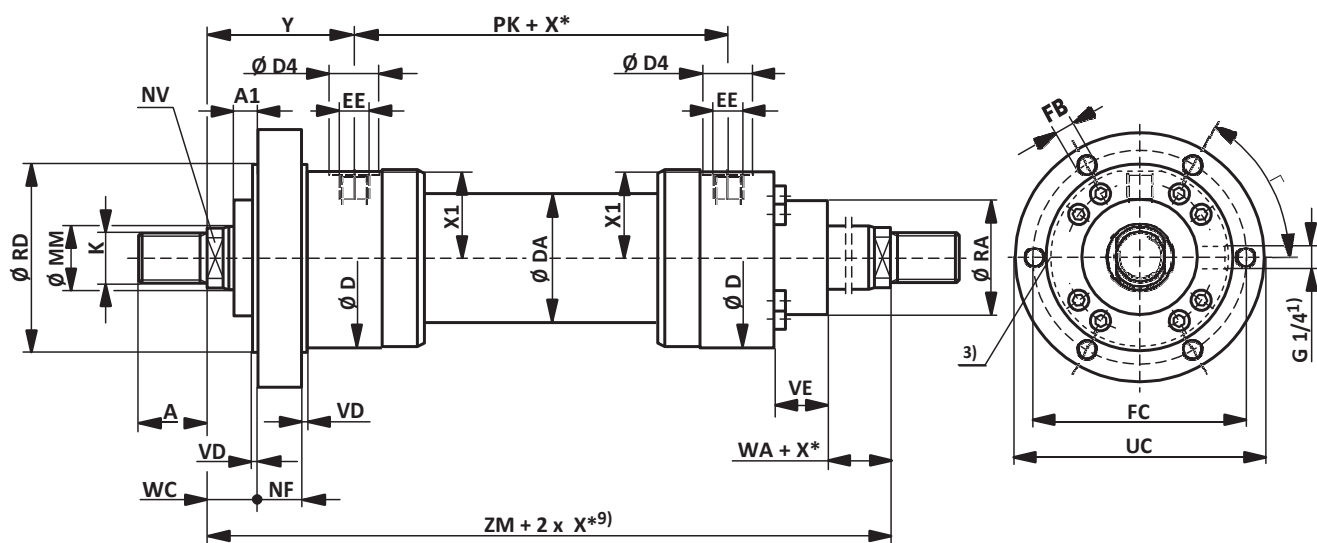 Y
PK + X*
Ø D4
Ø D4
NV
A1
EE
EE
FB
Ø RD
Ø MM
K
X1
Ø DA
X1
Ø RA
Ø D
Ø D
G 1/4¹⁾
3)
VE
A
VD
FC
WA + X*
UC
VD
WC
NF
ZM + 2 x X*⁹⁾